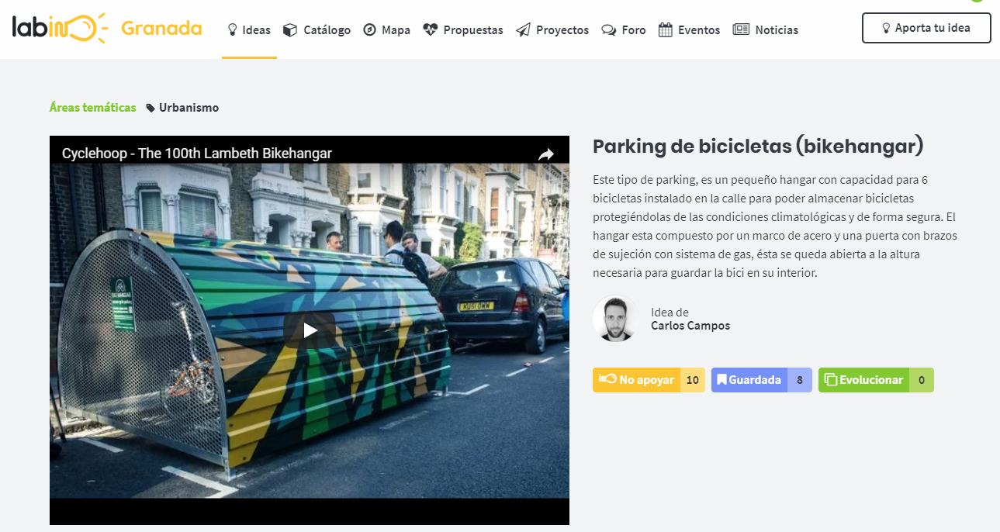 labin Granada
Ideas Catálogo Mapa Propuestas Proyectos Foro Eventos Noticias
Aporta tu idea
Áreas temáticas Urbanismo
Cyclehoop - The 100th Lambeth Bikehangar
BIKEHANGAR
Parking de bicicletas (bikehangar)
Este tipo de parking, es un pequeño hangar con capacidad para 6
bicicletas instalado en la calle para poder almacenar bicicletas
protegiéndolas de las condiciones climatológicas y de forma segura. El
hangar esta compuesto por un marco de acero y una puerta con brazos
de sujeción con sistema de gas, ésta se queda abierta a la altura
necesaria para guardar la bici en su interior.
Idea de
Carlos Campos
No apoyar 10
Guardada 8
Evolucionar 0